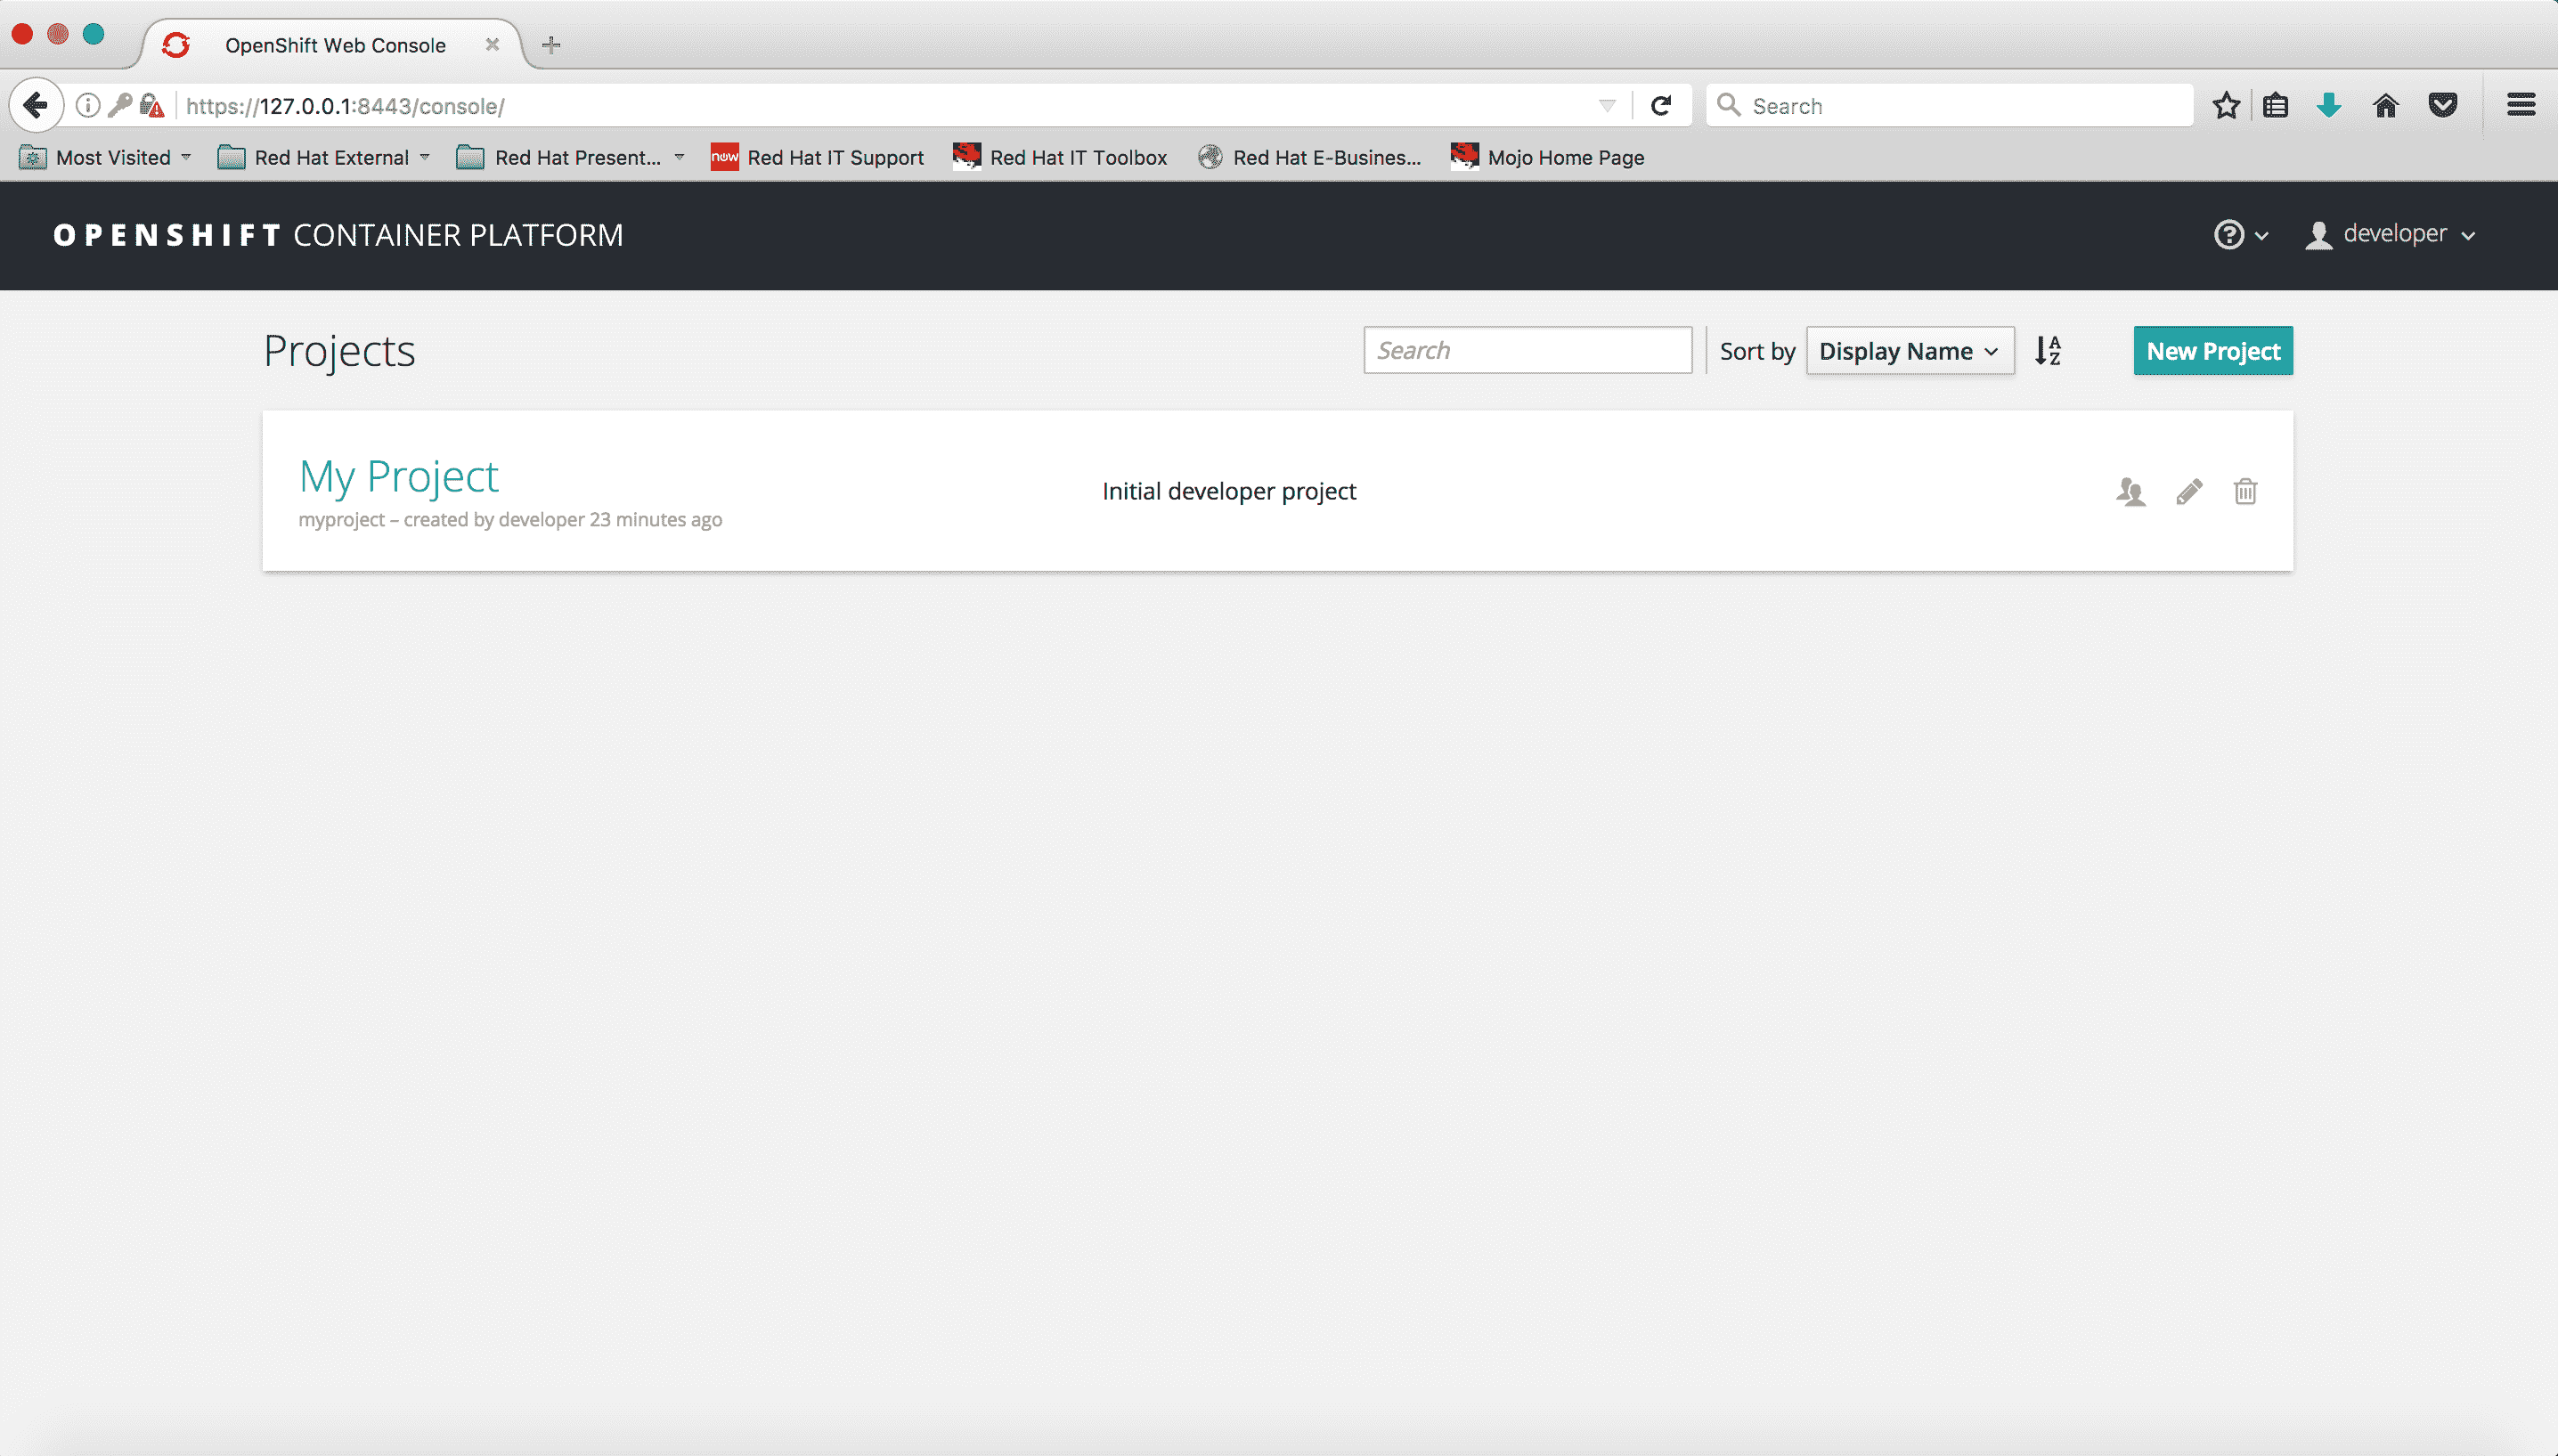 OpenShift Web Console
https://127.0.0.1:8443/console/
Search
Most Visited
Red Hat External
Red Hat Present...
now
Red Hat IT Support
Red Hat IT Toolbox
Red Hat E-Busines...
Mojo Home Page
OPENSHIFT CONTAINER PLATFORM
developer
Projects
Search
Sort by
Display Name
A
Z
New Project
My Project
myproject – created by developer 23 minutes ago
Initial developer project